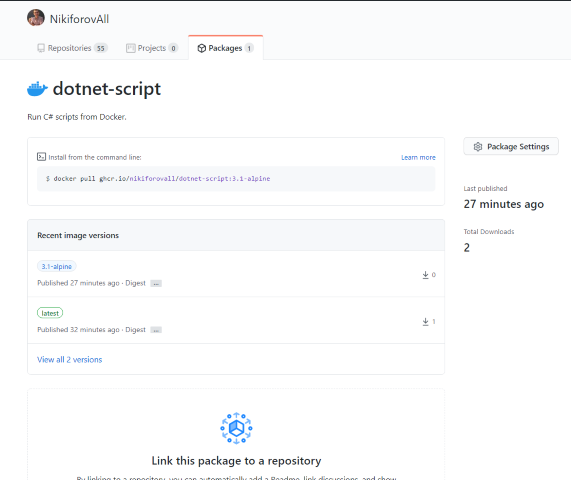 NikiforovAll
Repositories 55 Projects 0 Packages 1
dotnet-script
Run C# scripts from Docker.
Install from the command line: Learn more
$ docker pull ghcr.io/nikiforovall/dotnet-script:3.1-alpine
Package Settings
Last published
27 minutes ago
Total Downloads
2
Recent image versions
3.1-alpine
Published 27 minutes ago · Digest ...
0
latest
Published 32 minutes ago · Digest ...
1
View all 2 versions
Link this package to a repository
By linking to a repository, you can automatically add a Readme, link discussions, and show